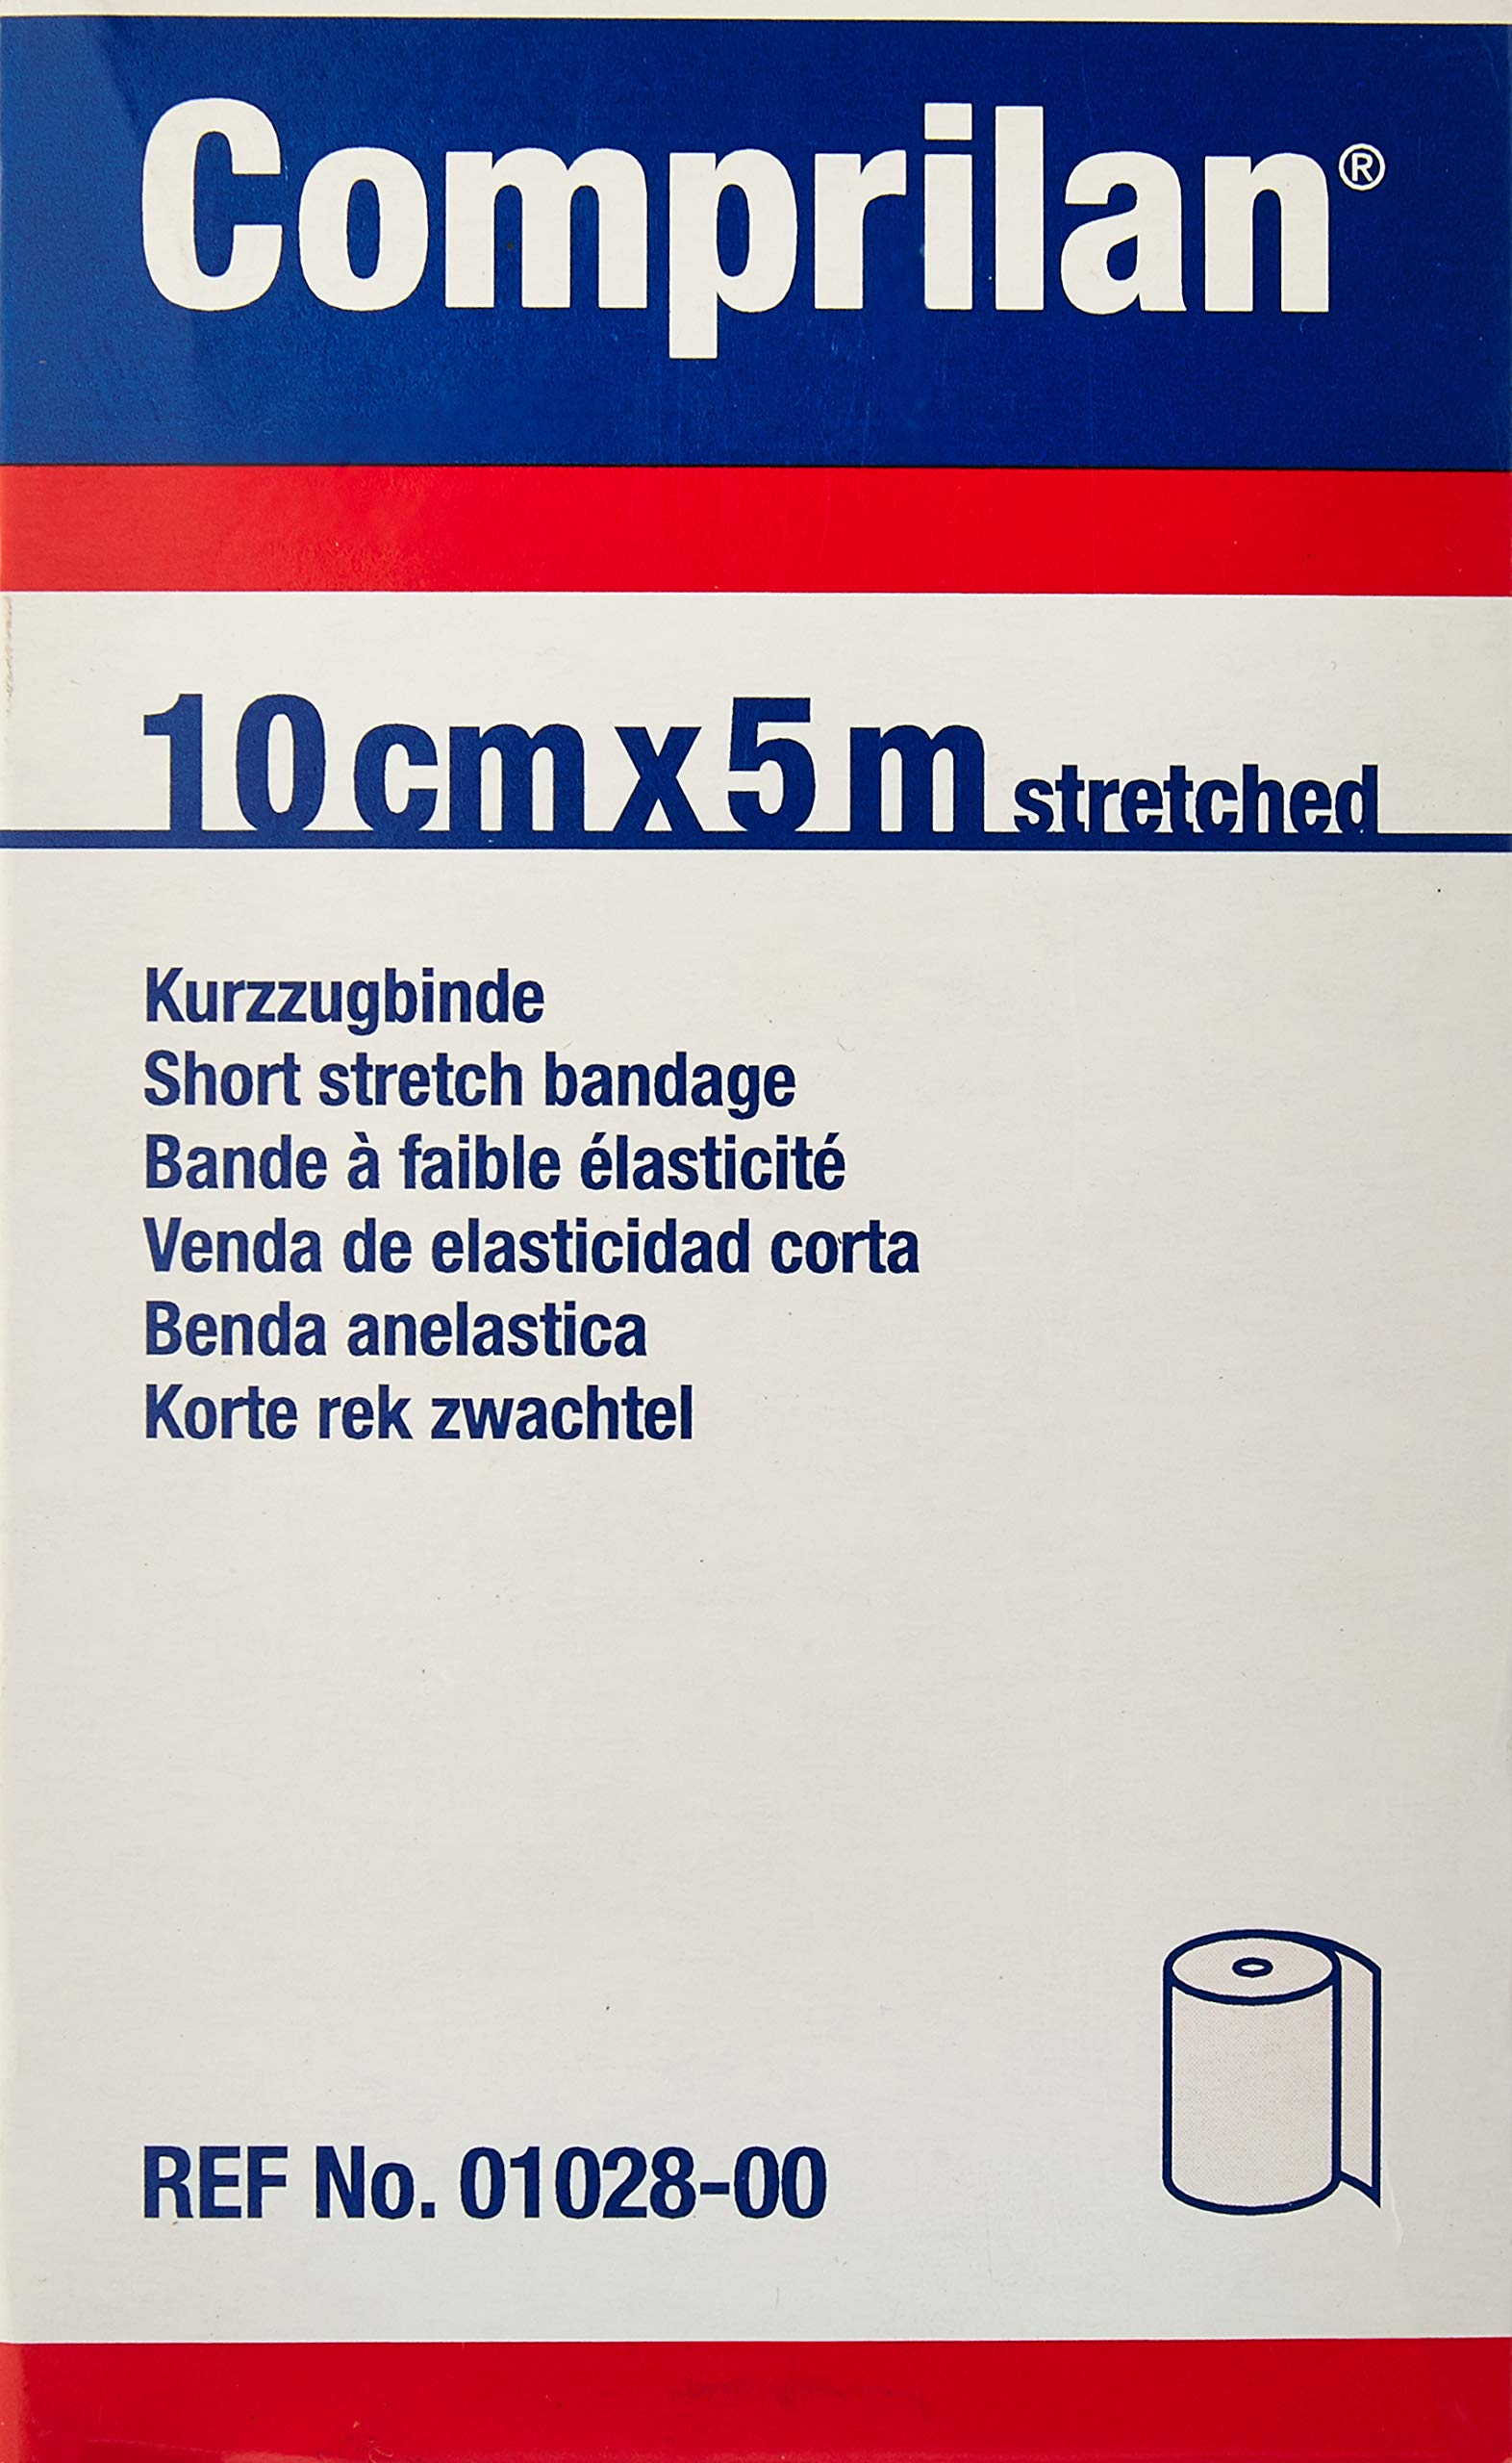 Comprilan®
10 cm x 5 m stretched
Kurzzugbinde
Short stretch bandage
Bande à faible élasticité
Venda de elasticidad corta
Benda anelastica
Korte rek zwachtel
REF No. 01028-00